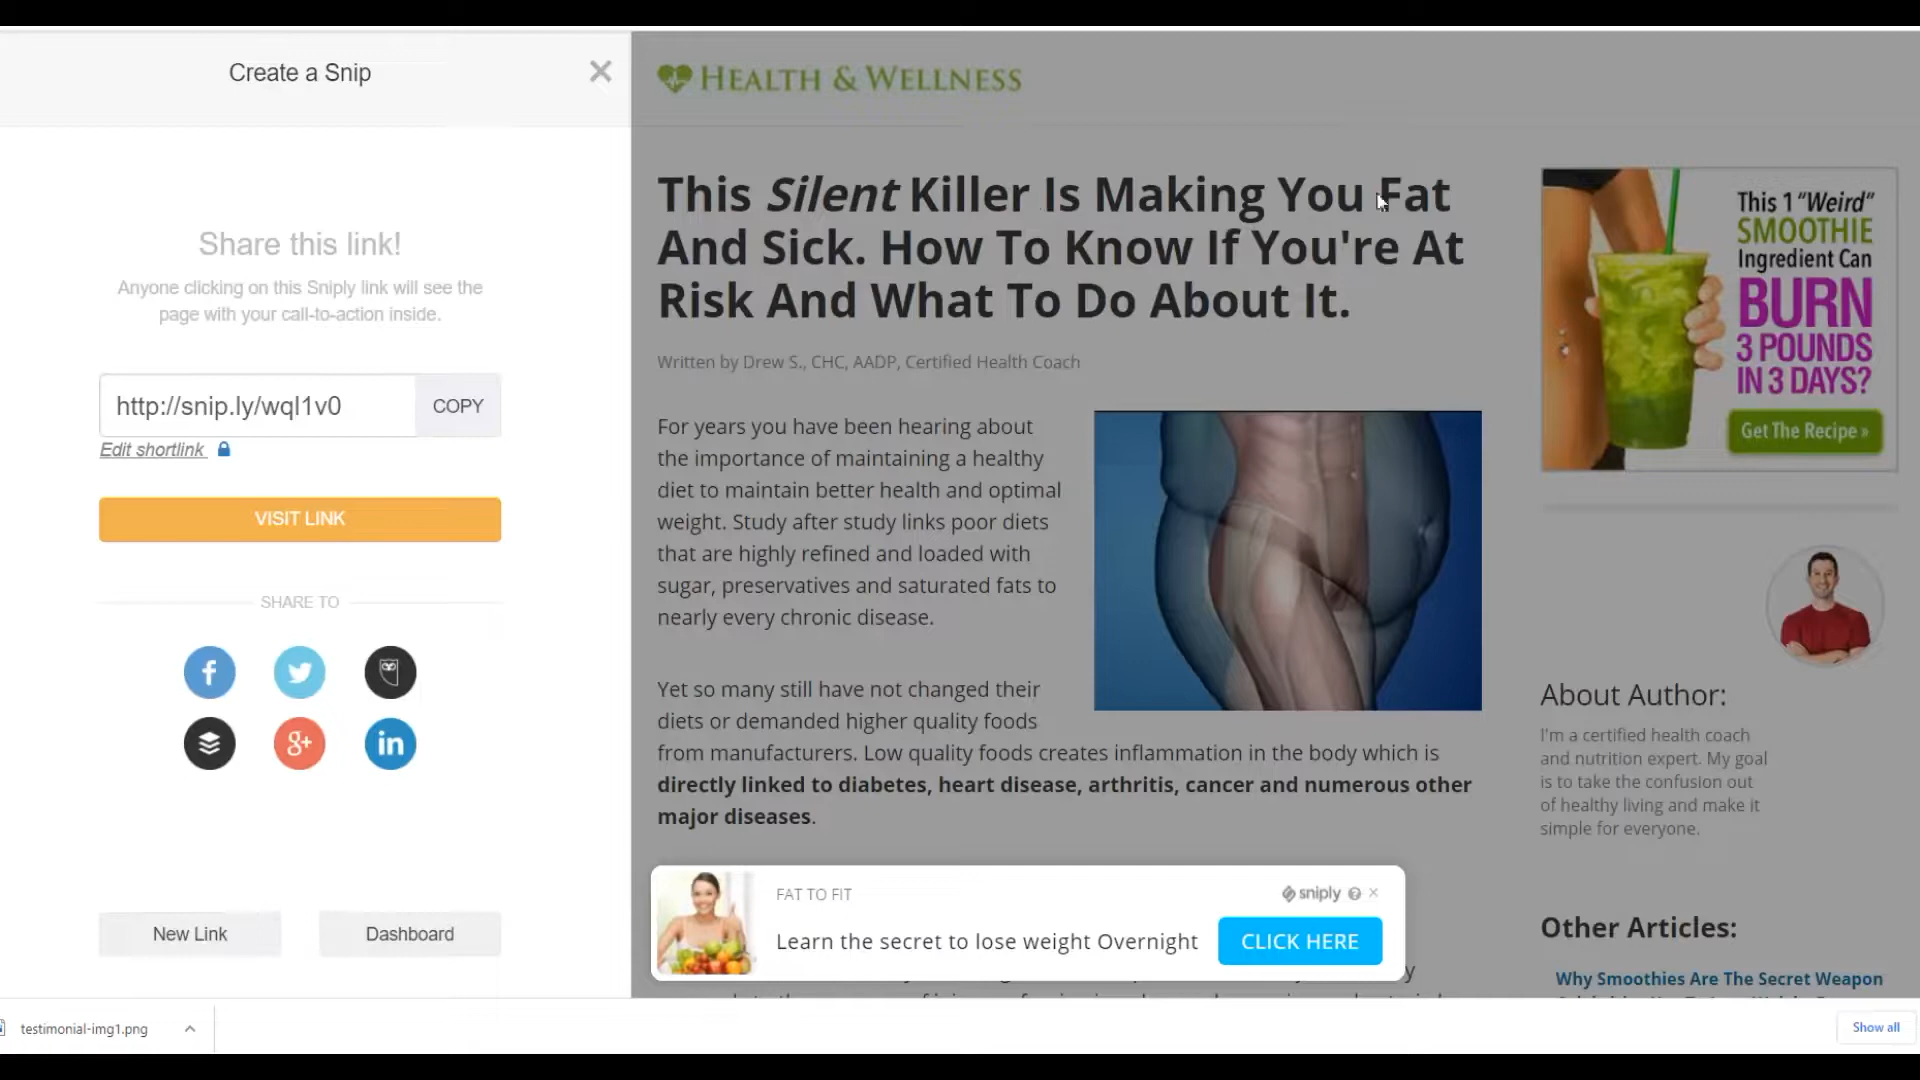 Create a Snip
Share this link!
Anyone clicking on this Sniply link will see the
page with your call-to-action inside.
http://snip.ly/wql1v0
COPY
Edit shortlink
VISIT LINK
SHARE TO
New Link
Dashboard
HEALTH & WELLNESS
This Silent Killer Is Making You Fat
And Sick. How To Know If You're At
Risk And What To Do About It.
Written by Drew S., CHC, AADP, Certified Health Coach
For years you have been hearing about
the importance of maintaining a healthy
diet to maintain better health and optimal
weight. Study after study links poor diets
that are highly refined and loaded with
sugar, preservatives and saturated fats to
nearly every chronic disease.
Yet so many still have not changed their
diets or demanded higher quality foods
from manufacturers. Low quality foods creates inflammation in the body which is
directly linked to diabetes, heart disease, arthritis, cancer and numerous other
major diseases.
FAT TO FIT
sniply
Learn the secret to lose weight Overnight
CLICK HERE
This 1 "Weird"
SMOOTHIE
Ingredient Can
BURN
3 POUNDS
IN 3 DAYS?
Get The Recipe »
About Author:
I'm a certified health coach
and nutrition expert. My goal
is to take the confusion out
of healthy living and make it
simple for everyone.
Other Articles:
Why Smoothies Are The Secret Weapon
testimonial-img1.png
Show all